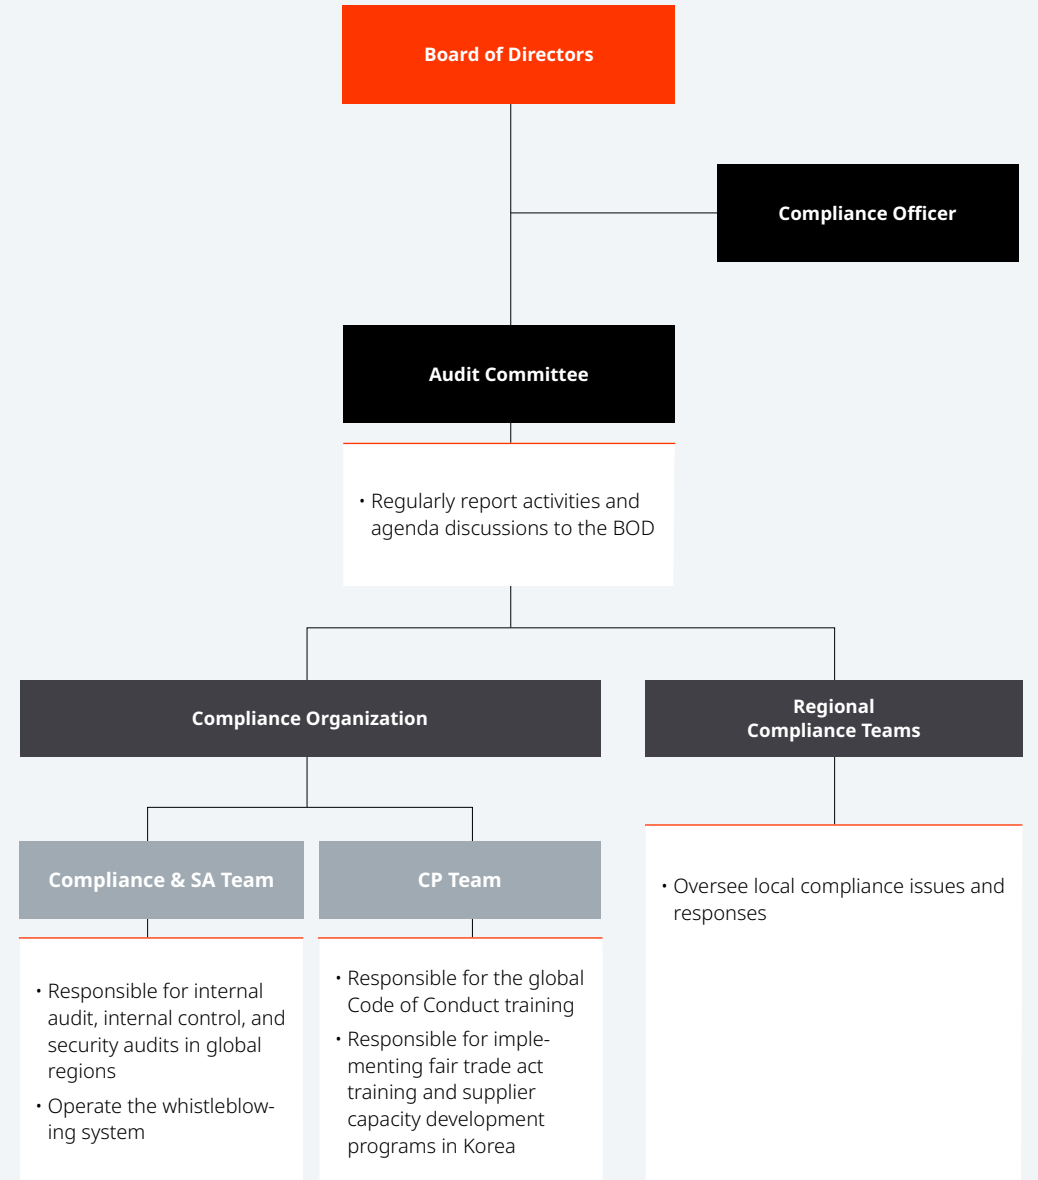 Board of Directors
Compliance Officer
Audit Committee
• Regularly report activities and
agenda discussions to the BOD
Compliance Organization
Regional
Compliance Teams
Compliance & SA Team
CP Team
• Responsible for internal
audit, internal control, and
security audits in global
regions
• Operate the whistleblow-
ing system
• Responsible for the global
Code of Conduct training
• Responsible for imple-
menting fair trade act
training and supplier
capacity development
programs in Korea
• Oversee local compliance issues and
responses